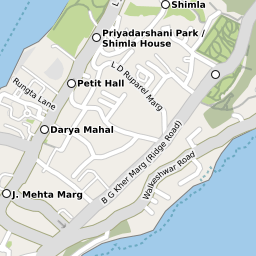 Shimla
Priyadarshani Park /
Shimla House
L D Ruparel Marg
Petit Hall
Rungta Lane
Darya Mahal
B G Kher Marg (Ridge Road)
Walkeshwar Road
J. Mehta Marg